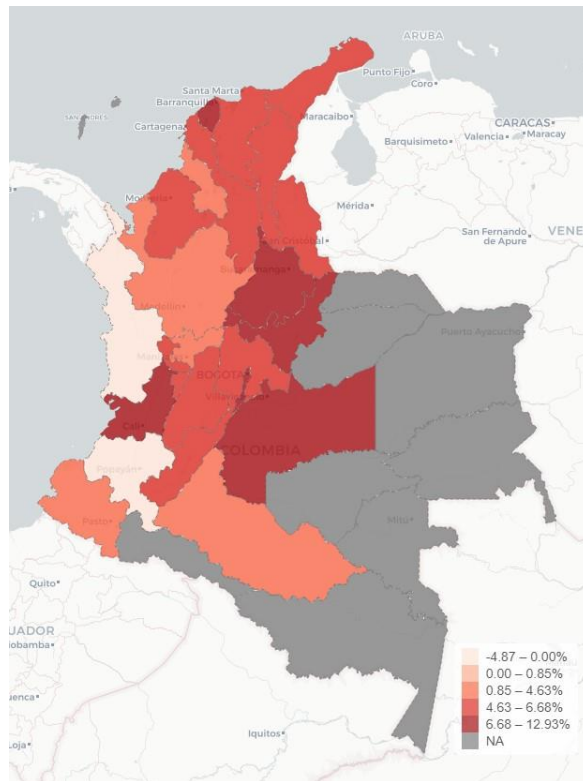 ARUBA
Punto Fijo
Coro
Santa Marta
Barranquilla
Cartagena
Maracaibo
CARACAS
Valencia
Maracay
Barquisimeto
Mérida
San Cristóbal
San Fernando
de Apure
VENE
Bucaramanga
Medellín
Puerto Ayacucho
BOGOTÁ
Villavicencio
Cali
COLOMBIA
Popayán
Pasto
Mitú
Quito
UADOR
iobamba
uenca
Loja
Iquitos
-4.87 – 0.00%
0.00 – 0.85%
0.85 – 4.63%
4.63 – 6.68%
6.68 – 12.93%
NA